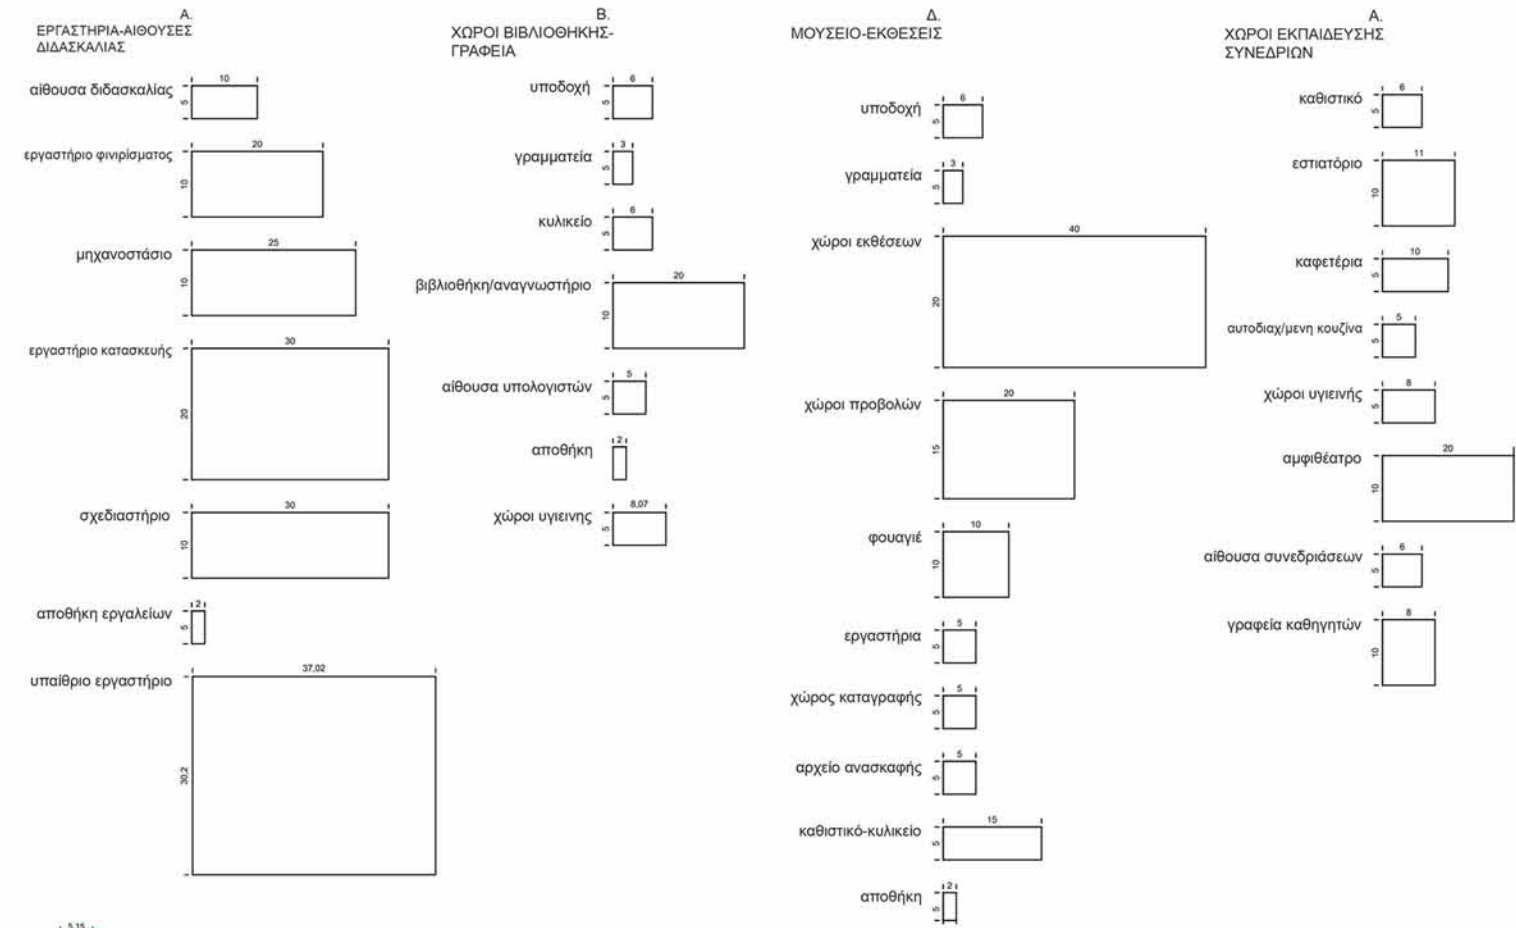 Α.
ΕΡΓΑΣΤΗΡΙΑ-ΑΙΘΟΥΣΕΣ
ΔΙΔΑΣΚΑΛΙΑΣ
αίθουσα διδασκαλίας
10
5
εργαστήριο φινιρίσματος
20
10
μηχανοστάσιο
25
10
εργαστήριο κατασκευής
30
20
σχεδιαστήριο
30
10
αποθήκη εργαλείων
2
5
υπαίθριο εργαστήριο
37,02
30,2
5,15
Β.
ΧΩΡΟΙ ΒΙΒΛΙΟΘΗΚΗΣ-
ΓΡΑΦΕΙΑ
υποδοχή
6
5
γραμματεία
3
5
κυλικείο
6
5
βιβλιοθήκη/αναγνωστήριο
20
10
αίθουσα υπολογιστών
5
5
αποθήκη
2
χώροι υγιεινης
8,07
5
Δ.
ΜΟΥΣΕΙΟ-ΕΚΘΕΣΕΙΣ
υποδοχή
6
5
γραμματεία
3
5
χώροι εκθέσεων
40
20
χώροι προβολών
20
15
φουαγιέ
10
10
εργαστήρια
5
5
χώρος καταγραφής
5
5
αρχείο ανασκαφής
5
5
καθιστικό-κυλικείο
15
5
αποθήκη
2
5
Α.
ΧΩΡΟΙ ΕΚΠΑΙΔΕΥΣΗΣ
ΣΥΝΕΔΡΙΩΝ
καθιστικό
6
5
εστιατόριο
11
10
καφετέρια
10
5
αυτοδιαχ/μενη κουζίνα
5
5
χώροι υγιεινής
8
5
αμφιθέατρο
20
10
αίθουσα συνεδριάσεων
6
5
γραφεία καθηγητών
8
10